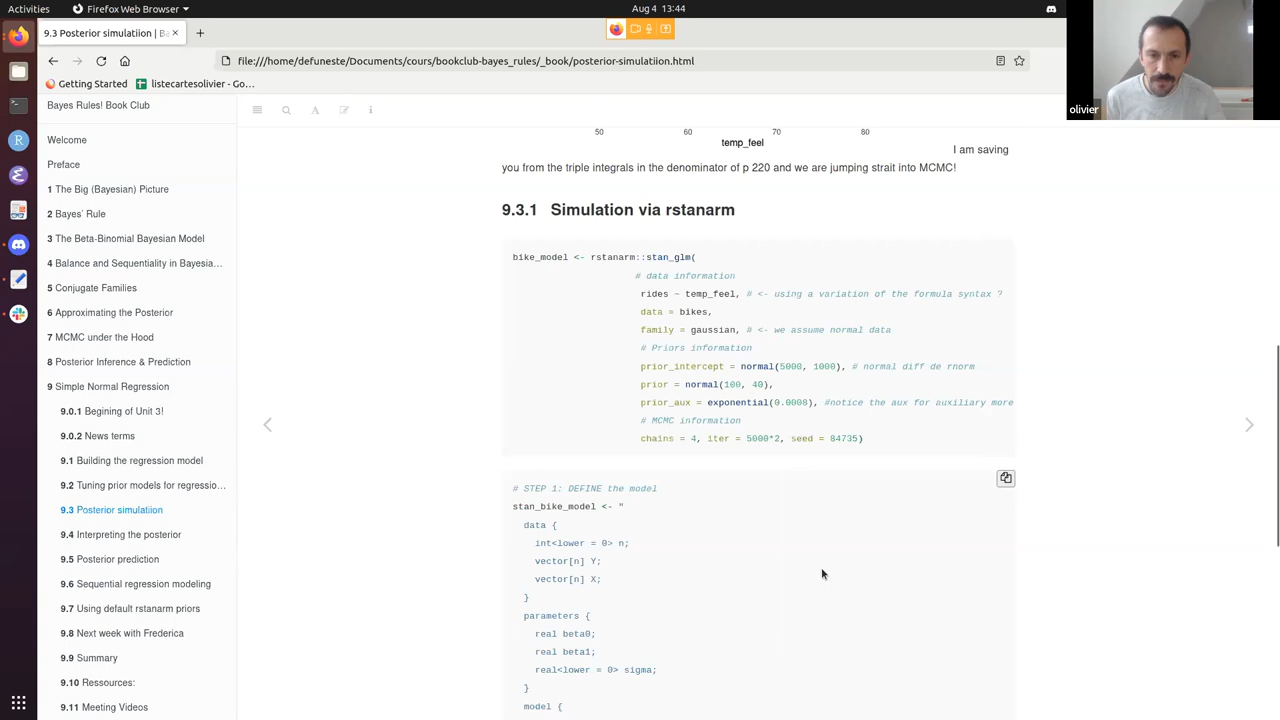 Activities
Firefox Web Browser
Aug 4 13:44
9.3 Posterior simulatiion | Ba
file:///home/defuneste/Documents/cours/bookclub-bayes_rules/_book/posterior-simulatiion.html
Getting Started
listecartesolivier - Go…
olivier
Bayes Rules! Book Club
Welcome
Preface
1 The Big (Bayesian) Picture
2 Bayes' Rule
3 The Beta-Binomial Bayesian Model
4 Balance and Sequentiality in Bayesia…
5 Conjugate Families
6 Approximating the Posterior
7 MCMC under the Hood
8 Posterior Inference & Prediction
9 Simple Normal Regression
9.0.1 Begining of Unit 3!
9.0.2 News terms
9.1 Building the regression model
9.2 Tuning prior models for regressio…
9.3 Posterior simulatiion
9.4 Interpreting the posterior
9.5 Posterior prediction
9.6 Sequential regression modeling
9.7 Using default rstanarm priors
9.8 Next week with Frederica
9.9 Summary
9.10 Ressources:
9.11 Meeting Videos
50 60 70 80
temp_feel
I am saving
you from the triple integrals in the denominator of p 220 and we are jumping strait into MCMC!
9.3.1 Simulation via rstanarm
bike_model <- rstanarm::stan_glm(
# data information
rides ~ temp_feel, # <- using a variation of the formula syntax ?
data = bikes,
family = gaussian, # <- we assume normal data
# Priors information
prior_intercept = normal(5000, 1000), # normal diff de rnorm
prior = normal(100, 40),
prior_aux = exponential(0.0008), #notice the aux for auxiliary more
# MCMC information
chains = 4, iter = 5000*2, seed = 84735)
# STEP 1: DEFINE the model
stan_bike_model <- "
data {
int<lower = 0> n;
vector[n] Y;
vector[n] X;
}
parameters {
real beta0;
real beta1;
real<lower = 0> sigma;
}
model {